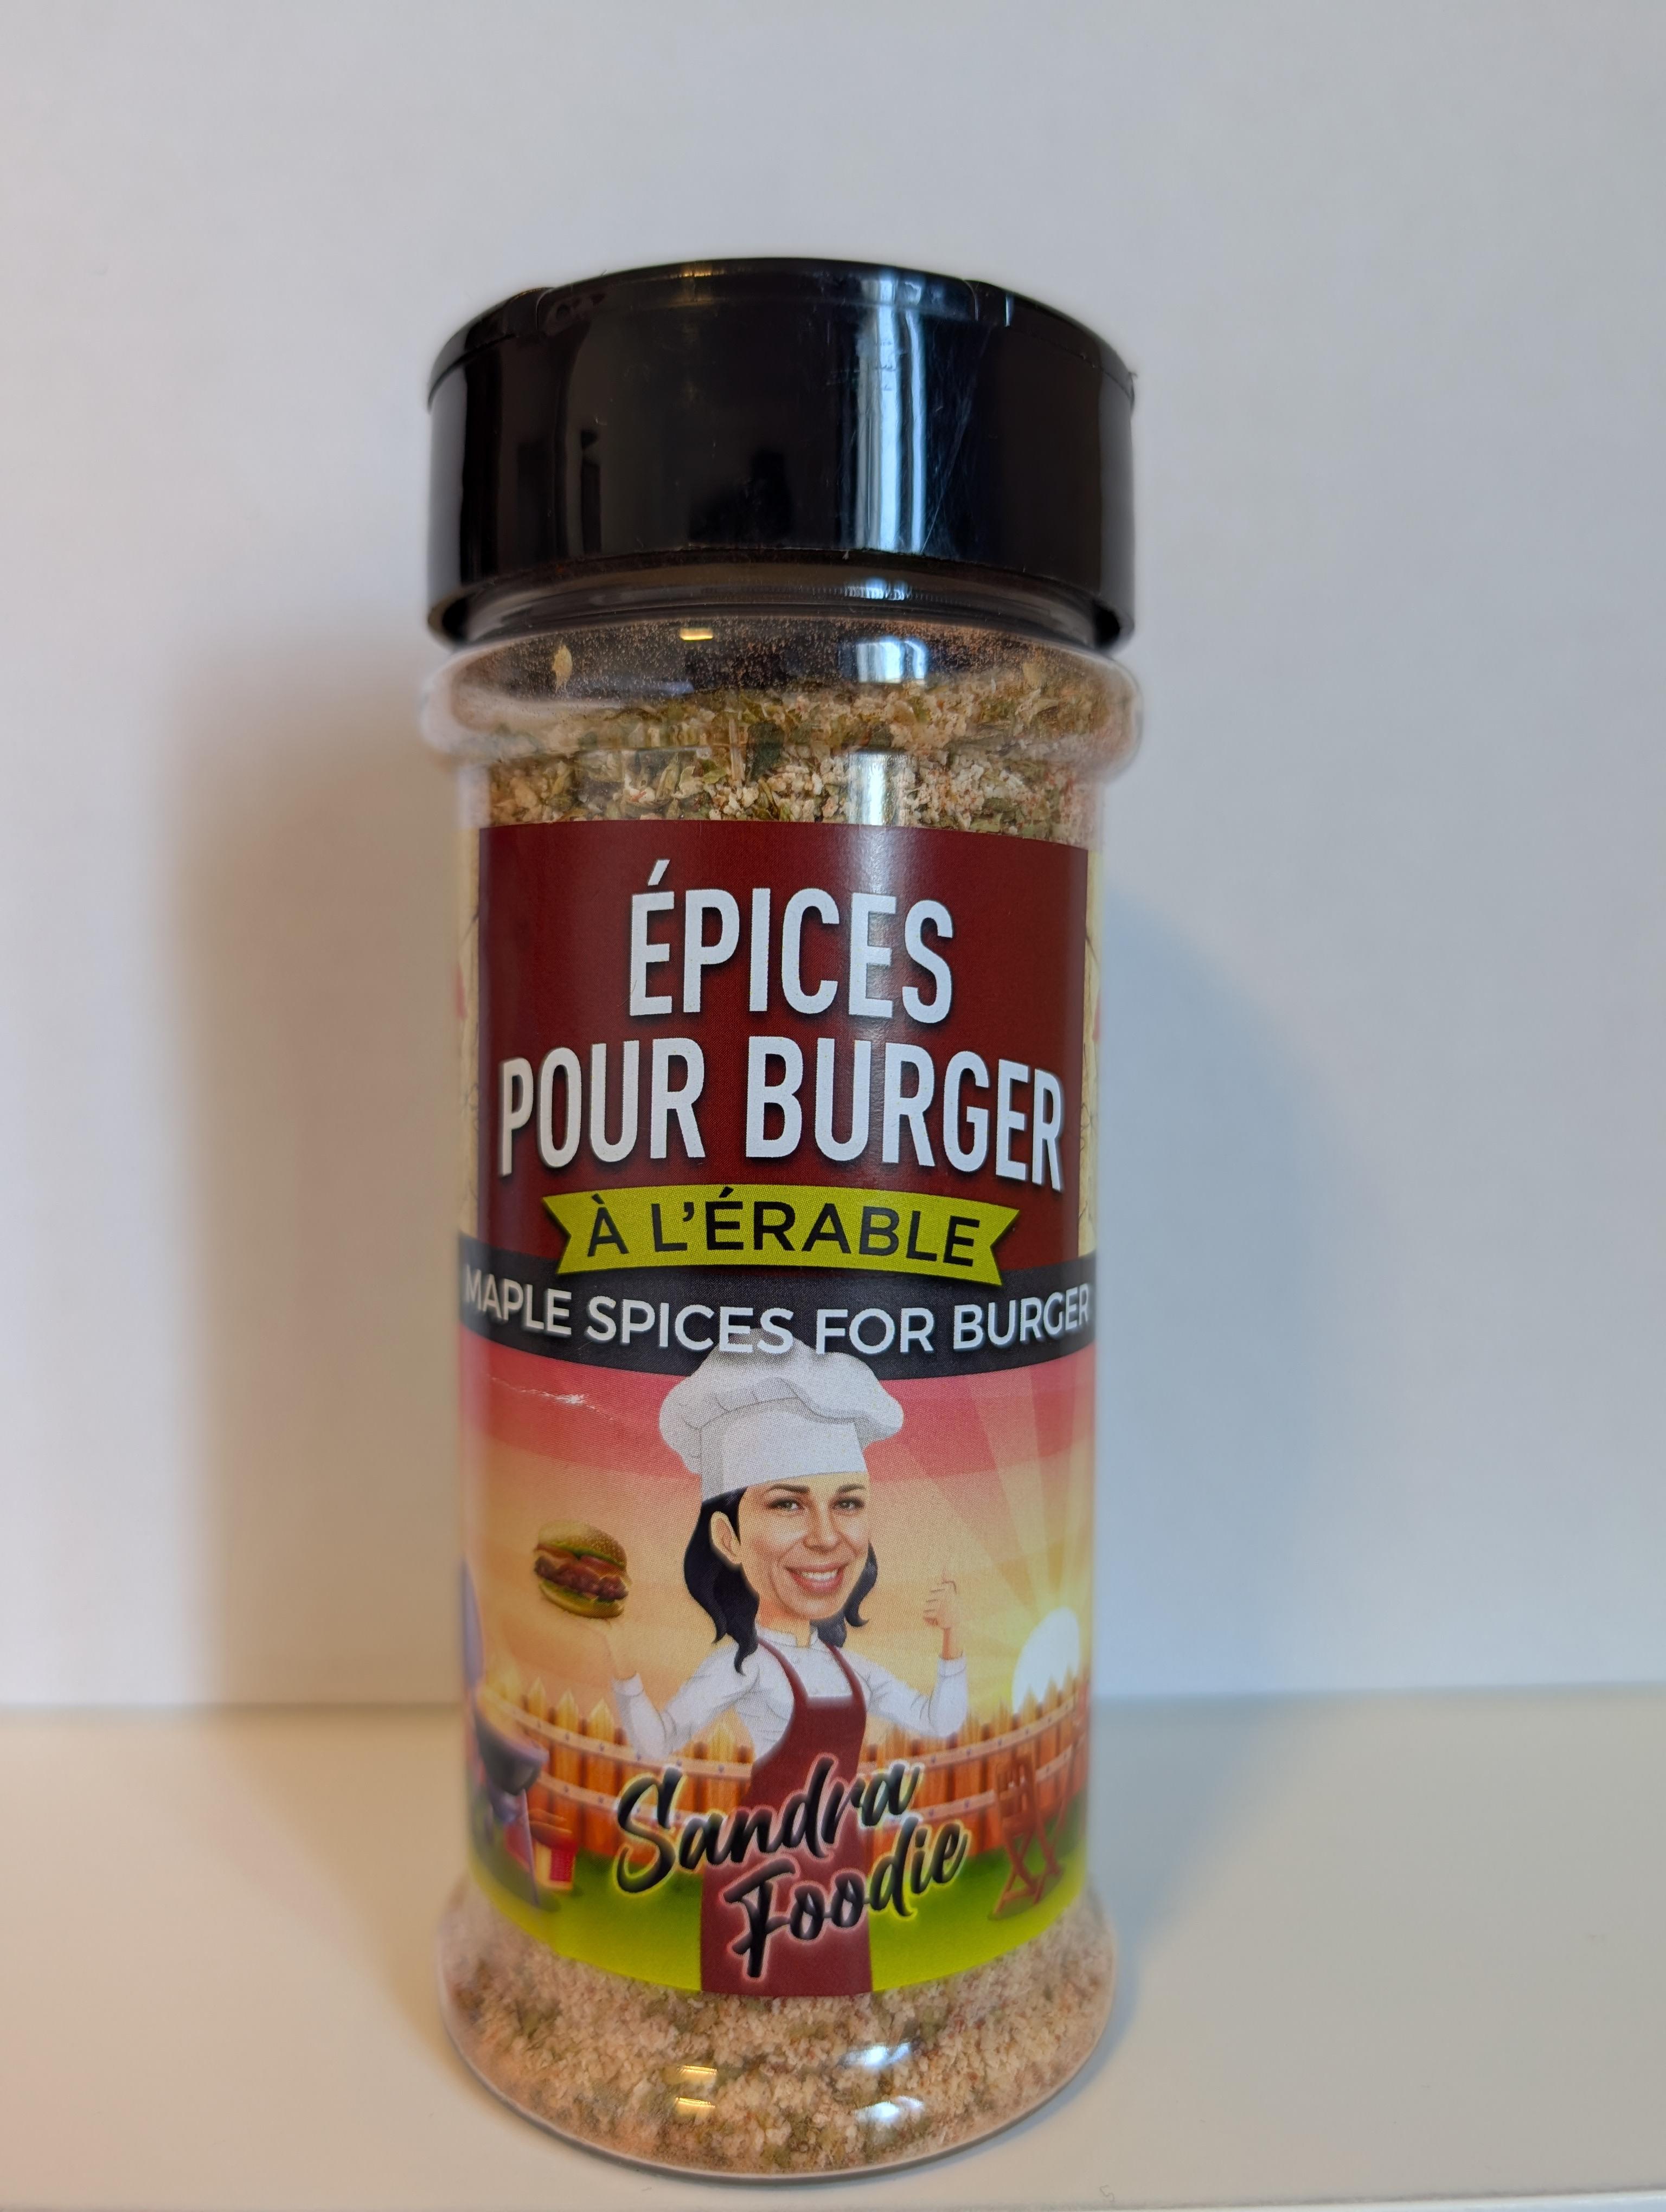 ÉPICES
POUR BURGER
À L'ÉRABLE
MAPLE SPICES FOR BURGER
Sandra
Foodie